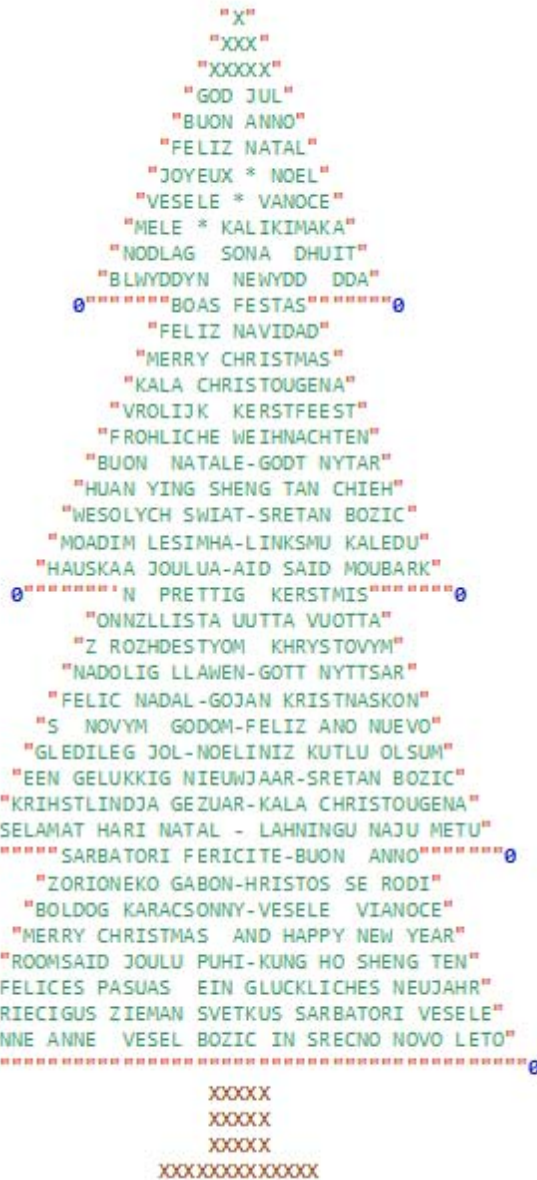 "X"
"XXX"
"XXXXX"
"GOD JUL"
"BUON ANNO"
"FELIZ NATAL"
"JOYEUX * NOEL"
"VESELE * VANOCE"
"MELE * KALIKIMAKA"
"NODLAG  SONA  DHUIT"
"BLWYDDYN  NEWYDD  DDA"
0"""""""BOAS FESTAS"""""""0
"FELIZ NAVIDAD"
"MERRY CHRISTMAS"
"KALA CHRISTOUGENA"
"VROLIJK  KERSTFEEST"
"FROHLICHE WEIHNACHTEN"
"BUON  NATALE-GODT NYTAR"
"HUAN YING SHENG TAN CHIEH"
"WESOLYCH SWIAT-SRETAN BOZIC"
"MOADIM LESIMHA-LINKSMU KALEDU"
"HAUSKAA JOULUA-AID SAID MOUBARK"
0"""""""'N  PRETTIG  KERSTMIS"""""""0
"ONNZLLISTA UUTTA VUOTTA"
"Z ROZHDESTYOM  KHRYSTOVYM"
"NADOLIG LLAWEN-GOTT NYTTSAR"
"FELIC NADAL-GOJAN KRISTNASKON"
"S  NOVYM  GODOM-FELIZ ANO NUEVO"
"GLEDILEG JOL-NOELINIZ KUTLU OLSUM"
"EEN GELUKKIG NIEUWJAAR-SRETAN BOZIC"
"KRIHSTLINDJA GEZUAR-KALA CHRISTOUGENA"
SELAMAT HARI NATAL - LAHNINGU NAJU METU"
"""""SARBATORI FERICITE-BUON  ANNO"""""""0
"ZORIONEKO GABON-HRISTOS SE RODI"
"BOLDOG KARACSONNY-VESELE  VIANOCE"
"MERRY CHRISTMAS  AND HAPPY NEW YEAR"
"ROOMSAID JOULU PUHI-KUNG HO SHENG TEN"
FELICES PASUAS  EIN GLUCKLICHES NEUJAHR"
RIECIGUS ZIEMAN SVETKUS SARBATORI VESELE"
NNE ANNE  VESEL BOZIC IN SRECNO NOVO LETO"
""""""""""""""""""""""""""""""""""""""""""""0
XXXXX
XXXXX
XXXXX
XXXXXXXXXXXXX